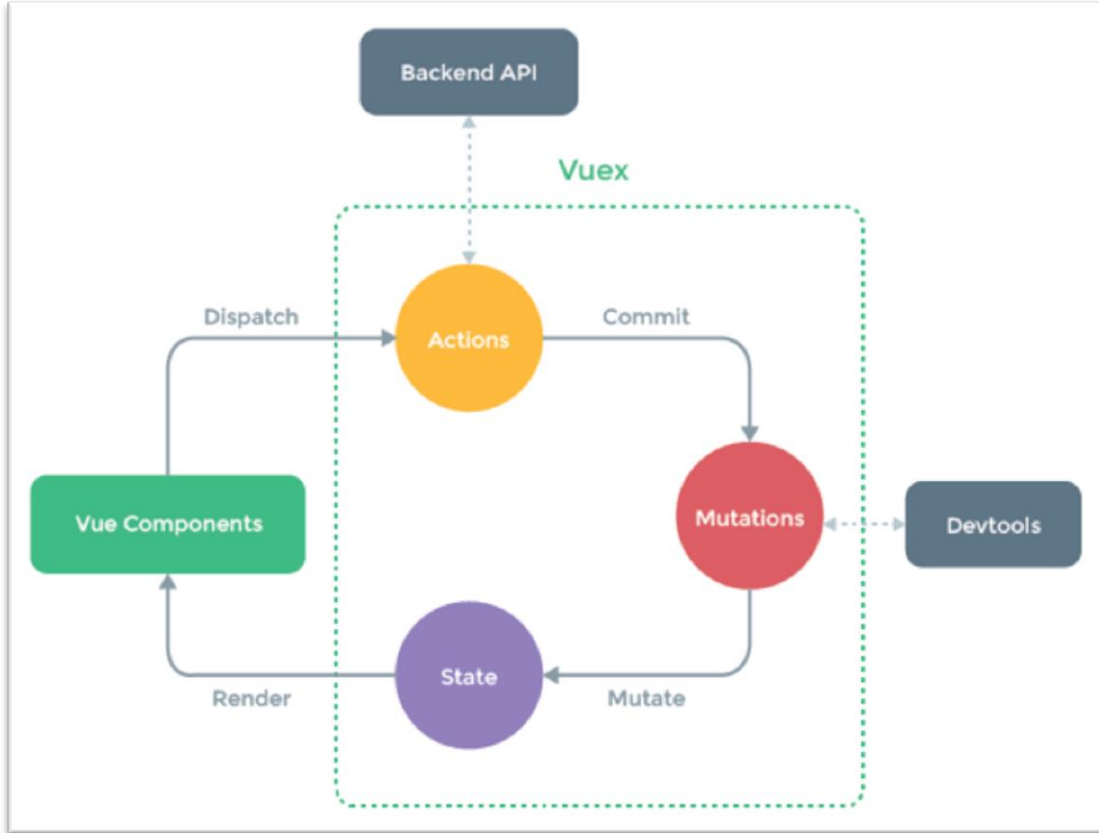 Backend API
Vuex
Dispatch
Actions
Commit
Vue Components
Mutations
Devtools
State
Render
Mutate